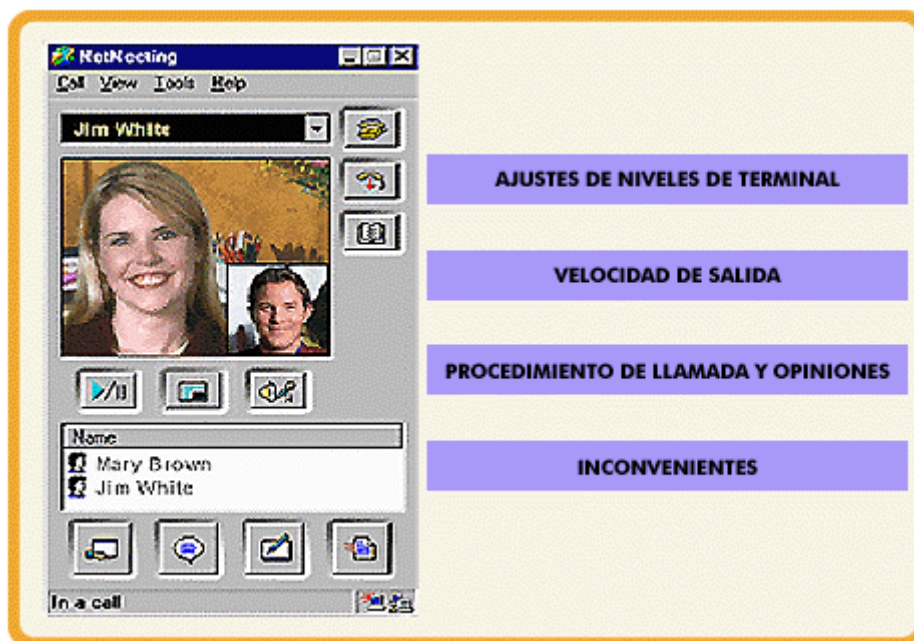 NetMeeting
Call View Tools Help
Jim White
Name
Mary Brown
Jim White
In a call
AJUSTES DE NIVELES DE TERMINAL
VELOCIDAD DE SALIDA
PROCEDIMIENTO DE LLAMADA Y OPINIONES
INCONVENIENTES